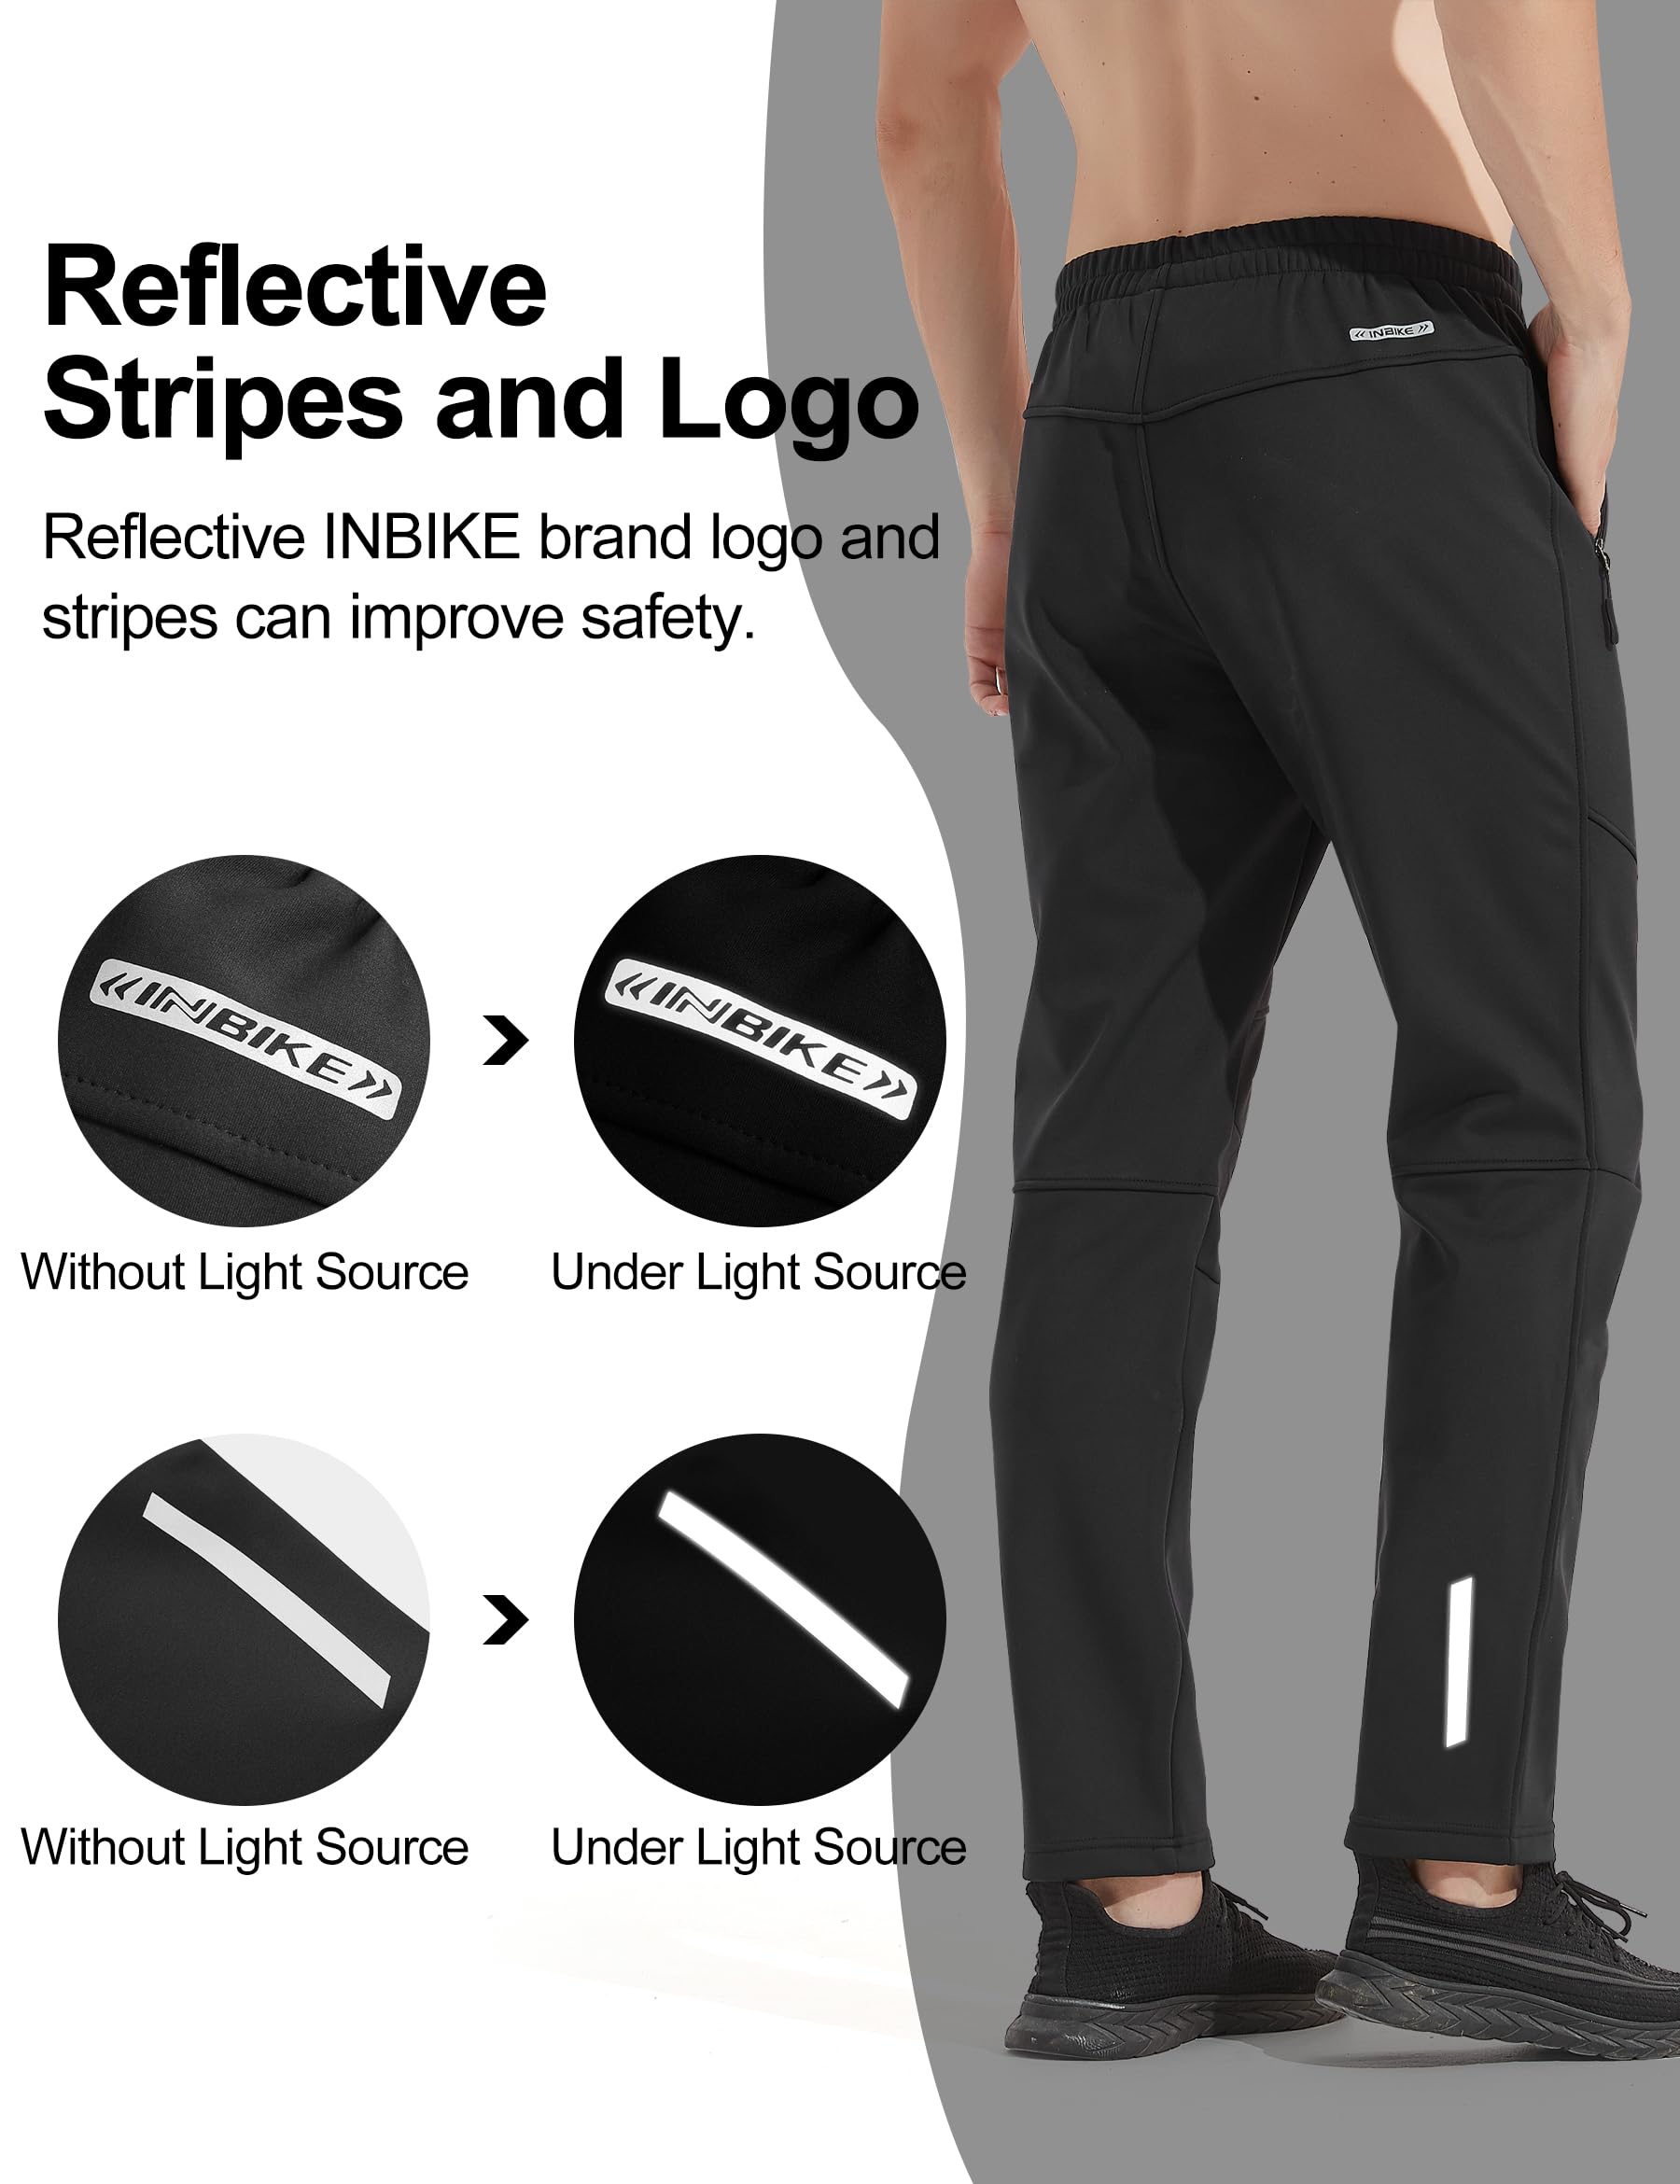 Reflective
Stripes and Logo
Reflective INBIKE brand logo and
stripes can improve safety.
INBIKE
INBIKE
INBIKE
Without Light Source
Under Light Source
Without Light Source
Under Light Source